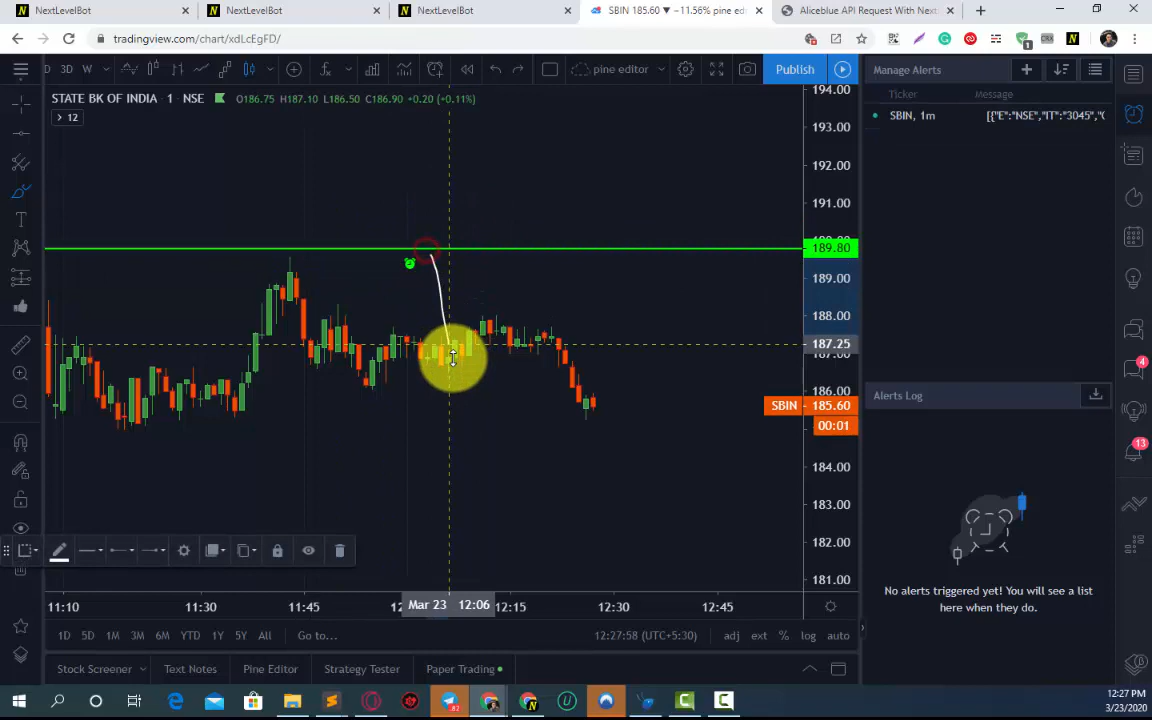 NextLevelBot
NextLevelBot
NextLevelBot
SBIN 185.60 ▼ −11.56% pine ed
Aliceblue API Request With Next
tradingview.com/chart/xdLcEgFD/
3D
W
pine editor
Publish
Manage Alerts
STATE BK OF INDIA · 1 · NSE
O186.75 H187.10 L186.50 C186.90 +0.20 (+0.11%)
12
Ticker
Message
SBIN, 1m
[{"E":"NSE","IT":"3045","
194.00
193.00
192.00
191.00
189.80
189.00
188.00
187.25
187.00
186.00
SBIN
185.60
00:01
184.00
183.00
182.00
181.00
Alerts Log
No alerts triggered yet! You will see a list
here when they do.
4
13
11:10
11:30
11:45
Mar 23 12:06
12:15
12:30
12:45
1D 5D 1M 3M 6M YTD 1Y 5Y All Go to...
12:27:58 (UTC+5:30)
adj ext % log auto
Stock Screener
Text Notes
Pine Editor
Strategy Tester
Paper Trading
12:27 PM
3/23/2020